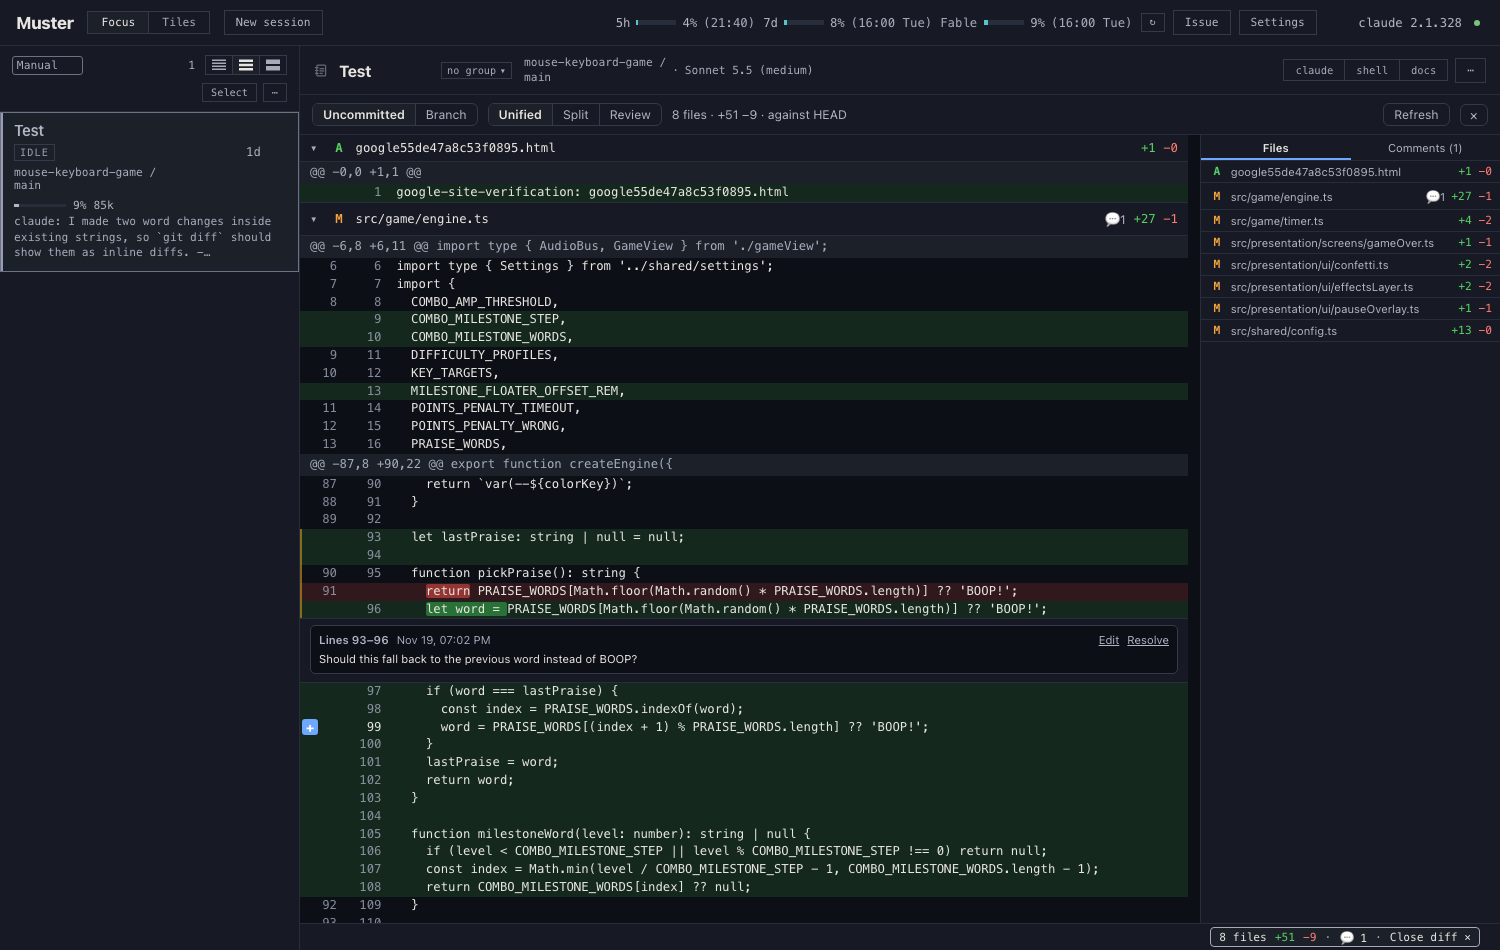 Muster Focus Tiles New session 5h 4% (21:40) 7d 8% (16:00 Tue) Fable 9% (16:00 Tue) ↻ Issue Settings claude 2.1.328
Manual 1
Select ⋯
Test
IDLE 1d
mouse-keyboard-game /
main
9% 85k
claude: I made two word changes inside
existing strings, so `git diff` should
show them as inline diffs. —…
Test no group ▾ mouse-keyboard-game /
main · Sonnet 5.5 (medium) claude shell docs ⋯
Uncommitted Branch Unified Split Review 8 files · +51 −9 · against HEAD Refresh ×
▾ A google55de47a8c53f0895.html +1 −0
@@ −0,0 +1,1 @@
1 google-site-verification: google55de47a8c53f0895.html
▾ M src/game/engine.ts 💬1 +27 −1
@@ −6,8 +6,11 @@ import type { AudioBus, GameView } from './gameView';
6 6 import type { Settings } from '../shared/settings';
7 7 import {
8 8 COMBO_AMP_THRESHOLD,
9 COMBO_MILESTONE_STEP,
10 COMBO_MILESTONE_WORDS,
9 11 DIFFICULTY_PROFILES,
10 12 KEY_TARGETS,
13 MILESTONE_FLOATER_OFFSET_REM,
11 14 POINTS_PENALTY_TIMEOUT,
12 15 POINTS_PENALTY_WRONG,
13 16 PRAISE_WORDS,
@@ −87,8 +90,22 @@ export function createEngine({
87 90 return `var(--${colorKey})`;
88 91 }
89 92
93 let lastPraise: string | null = null;
94
90 95 function pickPraise(): string {
91 return PRAISE_WORDS[Math.floor(Math.random() * PRAISE_WORDS.length)] ?? 'BOOP!';
96 let word = PRAISE_WORDS[Math.floor(Math.random() * PRAISE_WORDS.length)] ?? 'BOOP!';
Lines 93–96 Nov 19, 07:02 PM Edit Resolve
Should this fall back to the previous word instead of BOOP?
97 if (word === lastPraise) {
98 const index = PRAISE_WORDS.indexOf(word);
+ 99 word = PRAISE_WORDS[(index + 1) % PRAISE_WORDS.length] ?? 'BOOP!';
100 }
101 lastPraise = word;
102 return word;
103 }
104
105 function milestoneWord(level: number): string | null {
106 if (level < COMBO_MILESTONE_STEP || level % COMBO_MILESTONE_STEP !== 0) return null;
107 const index = Math.min(level / COMBO_MILESTONE_STEP - 1, COMBO_MILESTONE_WORDS.length - 1);
108 return COMBO_MILESTONE_WORDS[index] ?? null;
92 109 }
93 110
Files Comments (1)
A google55de47a8c53f0895.html +1 −0
M src/game/engine.ts 💬1 +27 −1
M src/game/timer.ts +4 −2
M src/presentation/screens/gameOver.ts +1 −1
M src/presentation/ui/confetti.ts +2 −2
M src/presentation/ui/effectsLayer.ts +2 −2
M src/presentation/ui/pauseOverlay.ts +1 −1
M src/shared/config.ts +13 −0
8 files +51 −9 · 💬 1 · Close diff ×